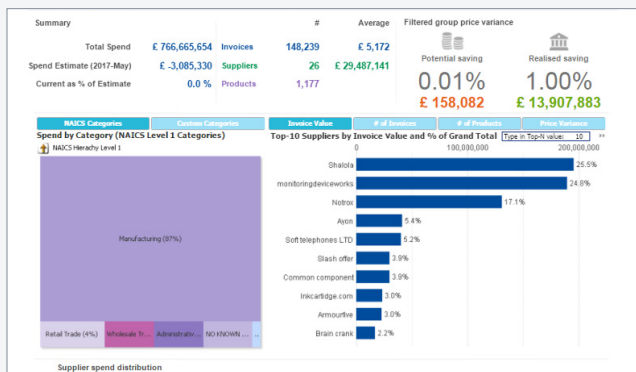 Summary # Average Filtered group price variance
Total Spend £ 766,665,654 Invoices 148,239 £ 5,172
Spend Estimate (2017-May) £ -3,085,330 Suppliers 26 £ 29,487,141
Current as % of Estimate 0.0 % Products 1,177
Potential saving Realised saving
0.01% 1.00%
£ 158,082 £ 13,907,883
NAICS Categories Custom Categories Invoice Value # of Invoices # of Products Price Variance
Spend by Category (NAICS Level 1 Categories)
NAICS Hierachy Level 1
Manufacturing (87%)
Retail Trade (4%) Wholesale Tr... Administrativ... NO KNOWN ... ..
Top-10 Suppliers by Invoice Value and % of Grand Total Type in Top-N value: 10 »
0 100,000,000 200,000,000
Shalola 25.5%
monitoringdeviceworks 24.8%
Notrox 17.1%
Ayon 5.4%
Soft telephones LTD 5.2%
Slash offer 3.9%
Common component 3.9%
Inkcartidge.com 3.0%
Armourfive 3.0%
Brain crank 2.2%
Supplier spend distribution